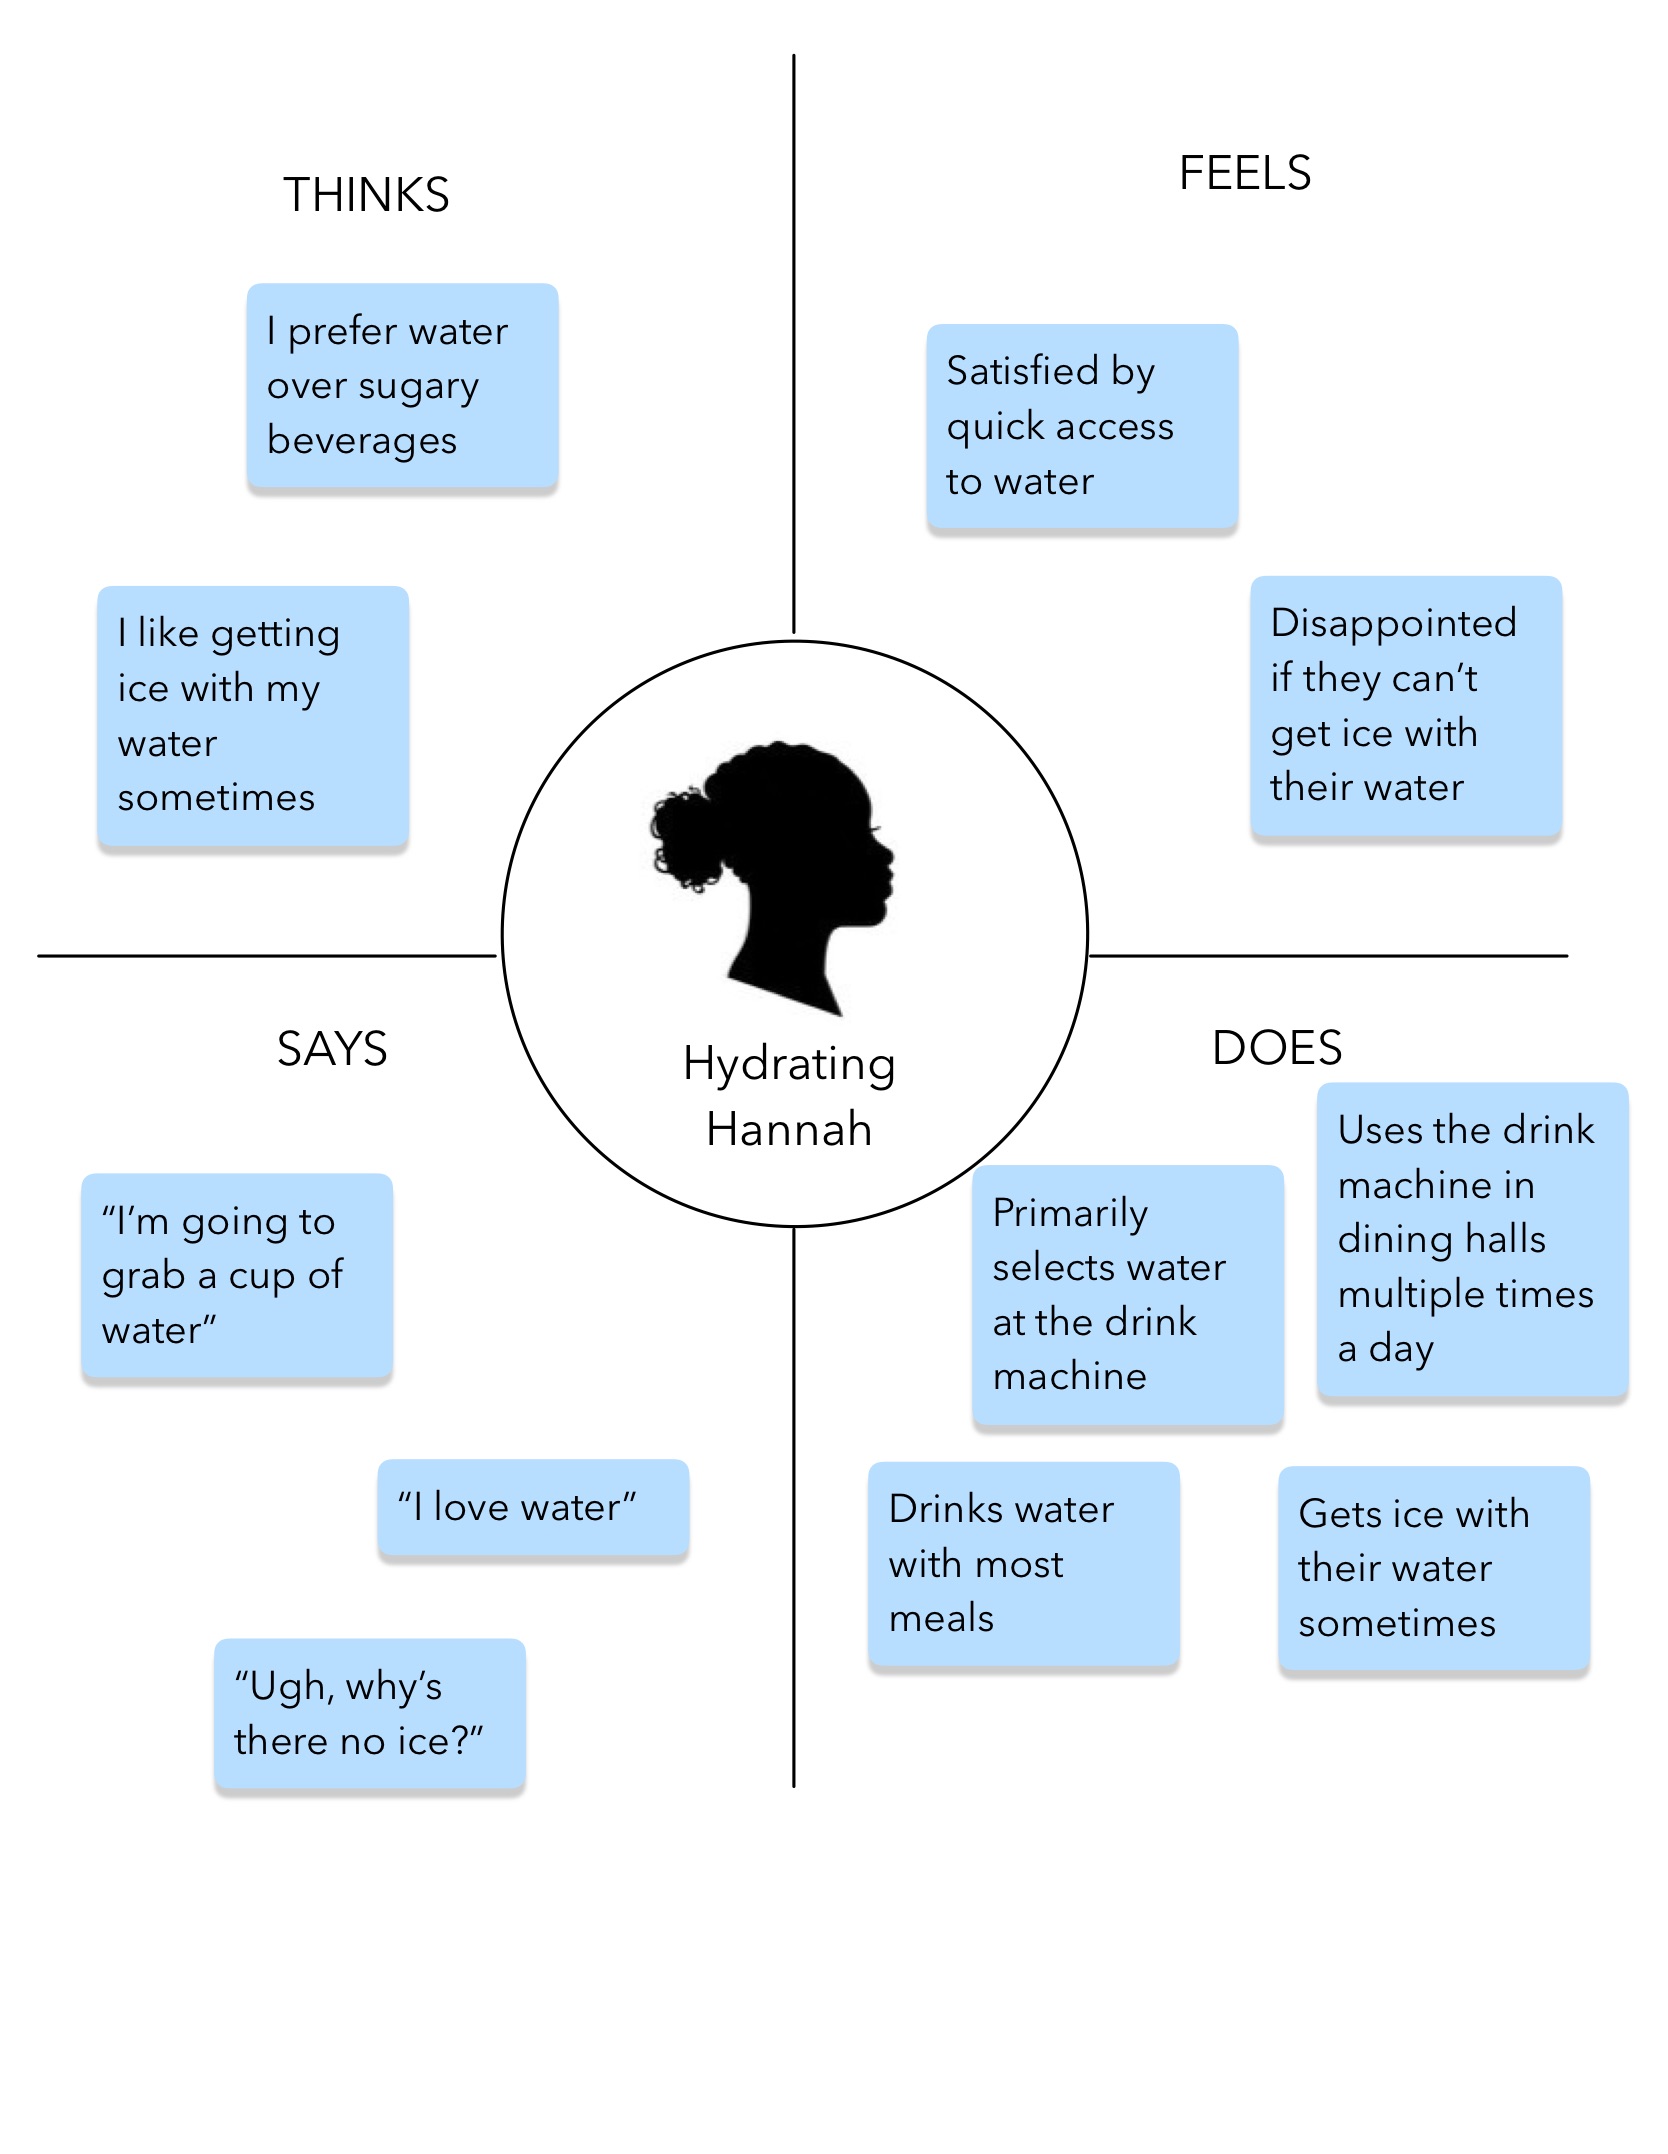 THINKS
I prefer water
over sugary
beverages
I like getting
ice with my
water
sometimes
FEELS
Satisfied by
quick access
to water
Disappointed
if they can’t
get ice with
their water
Hydrating
Hannah
SAYS
“I’m going to
grab a cup of
water”
“I love water”
“Ugh, why’s
there no ice?”
DOES
Primarily
selects water
at the drink
machine
Uses the drink
machine in
dining halls
multiple times
a day
Drinks water
with most
meals
Gets ice with
their water
sometimes